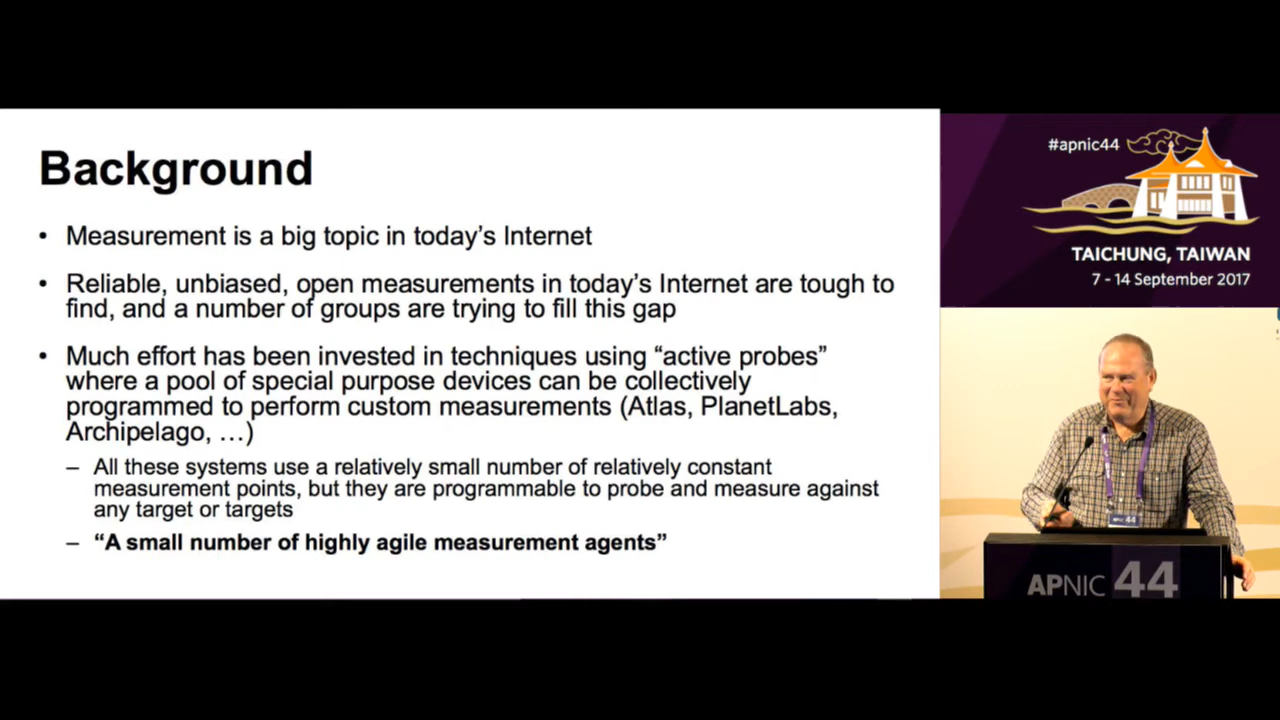 Background
• Measurement is a big topic in today's Internet
• Reliable, unbiased, open measurements in today's Internet are tough to
find, and a number of groups are trying to fill this gap
• Much effort has been invested in techniques using “active probes”
where a pool of special purpose devices can be collectively
programmed to perform custom measurements (Atlas, PlanetLabs,
Archipelago, …)
– All these systems use a relatively small number of relatively constant
measurement points, but they are programmable to probe and measure against
any target or targets
– “A small number of highly agile measurement agents”
#apnic44
TAICHUNG, TAIWAN
7 - 14 September 2017
APNIC 44
APNIC 44